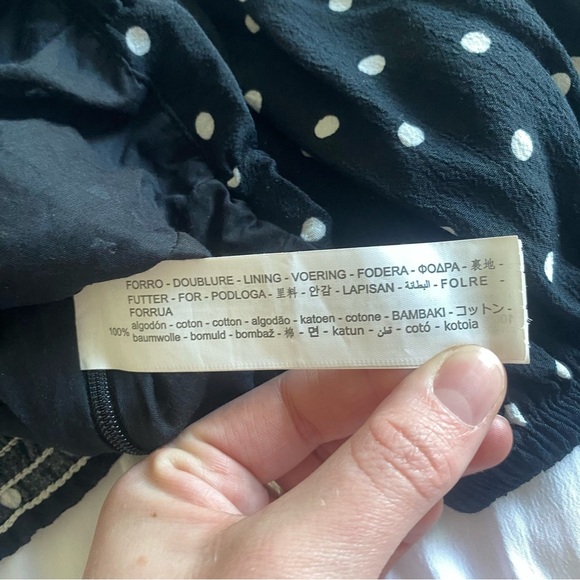 FORRO - DOUBLURE - LINING - VOERING - FODERA - ΦΟΔΡΑ - 裏地 -
FUTTER - FOR - PODLOGA - 里料 - 안감 - LAPISAN - البطانة - FOLRE -
FORRUA
100% algodón - coton - cotton - algodão - katoen - cotone - BAMBAKI - コットン -
baumwolle - bomuld - bombaž - 棉 - 면 - katun - قطن - cotó - kotoia